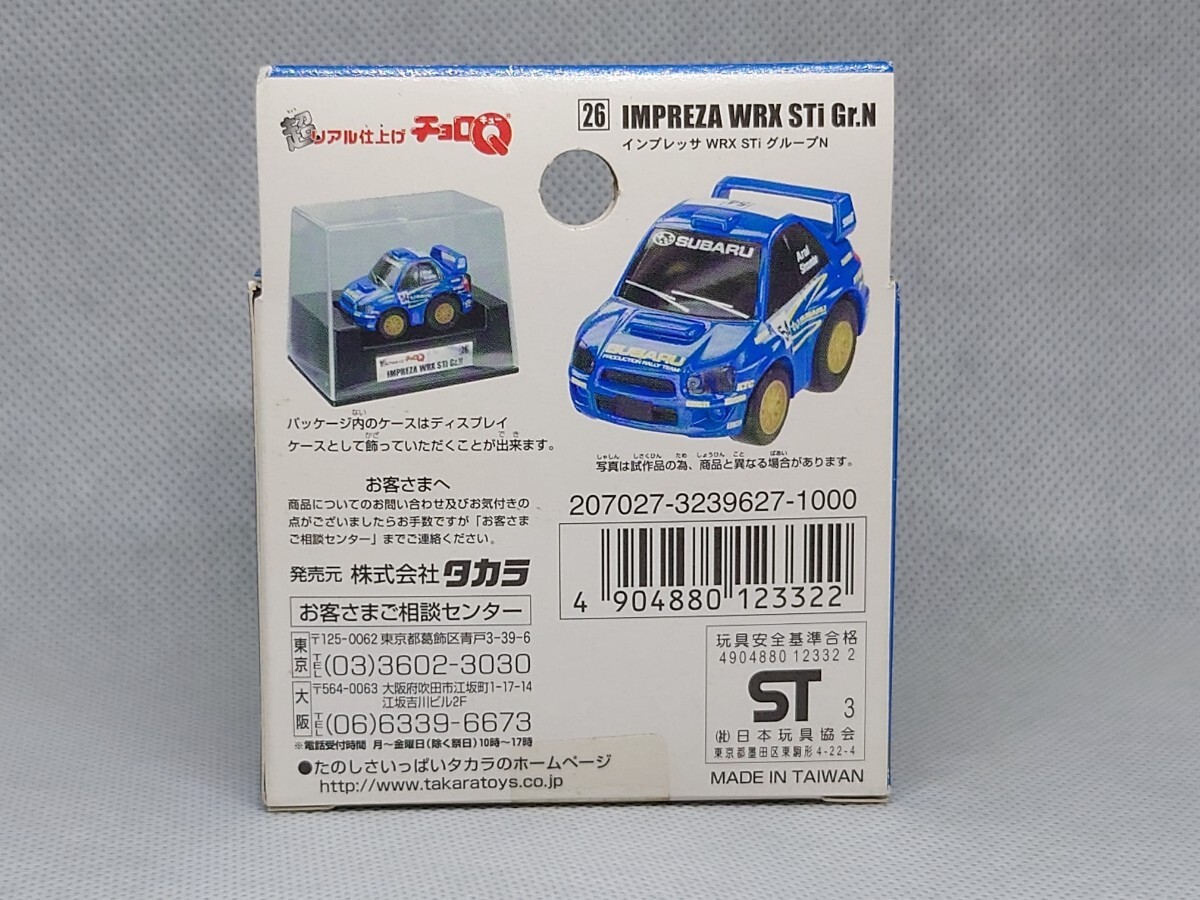 超リアル仕上げ チョロQ キュー
26 IMPREZA WRX STi Gr.N
インプレッサ WRX STi グループN
SUBARU
Arai
SUBARU
PRODUCTION RALLY TEAM
26
IMPREZA WRX STi Gr.N
パッケージ内のケースはディスプレイ
ケースとして飾っていただくことが出来ます。
写真は試作品の為、商品と異なる場合があります。
お客さまへ
商品についてのお問い合わせ及びお気付きの
点がございましたらお手数ですが「お客さま
ご相談センター」までご連絡ください。
発売元 株式会社 タカラ
お客さまご相談センター
東京 〒125-0062 東京都葛飾区青戸3-39-6
TEL (03)3602-3030
大阪 〒564-0063 大阪府吹田市江坂町1-17-14
江坂吉川ビル2F
TEL (06)6339-6673
※電話受付時間 月〜金曜日(除く祭日)10時〜17時
●たのしさいっぱいタカラのホームページ
http://www.takaratoys.co.jp
207027-3239627-1000
4 904880 123322
玩具安全基準合格
4904880 12332 2
ST 3
(社)日本玩具協会
東京都墨田区東駒形4-22-4
MADE IN TAIWAN